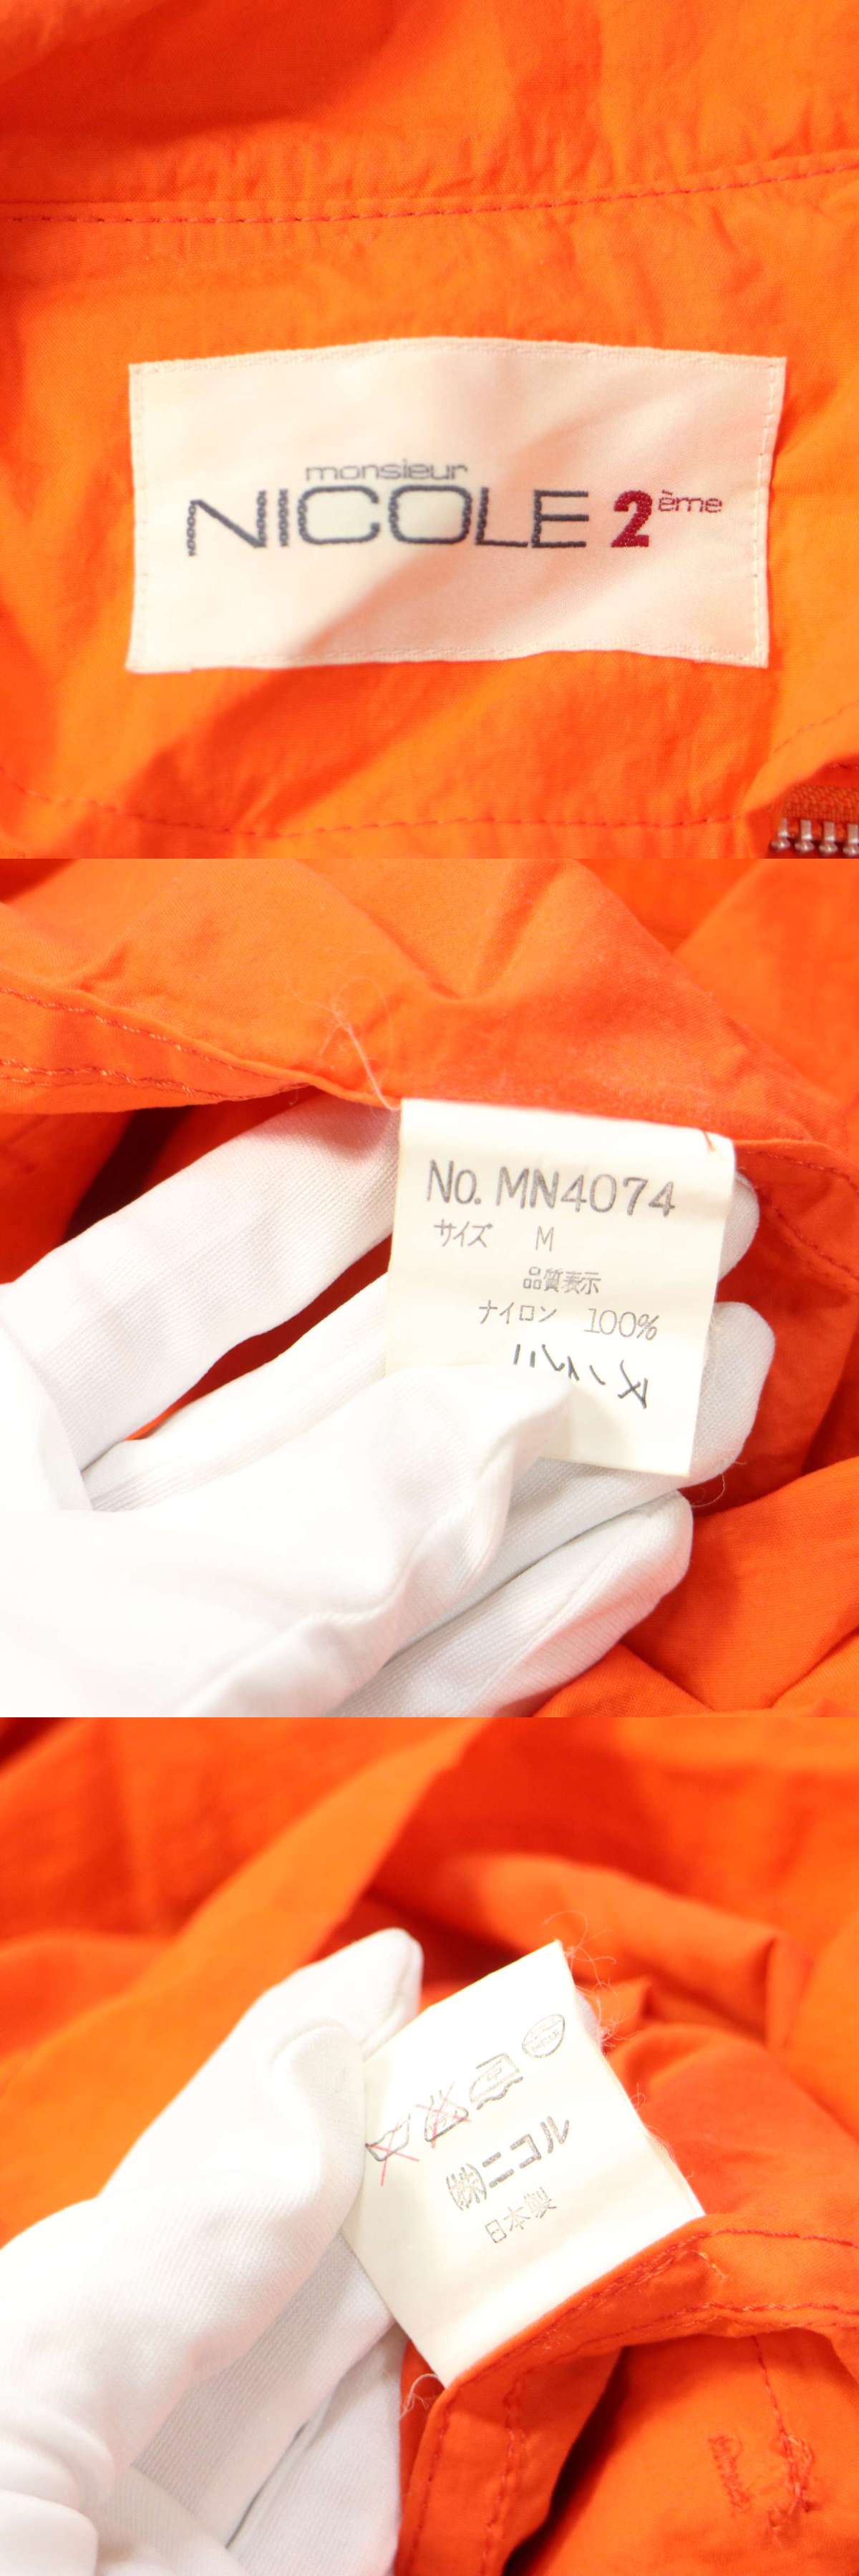 monsieur
NICOLE 2ème
No. MN4074
サイズ M
品質表示
ナイロン 100%
㈱ニコル
日本製